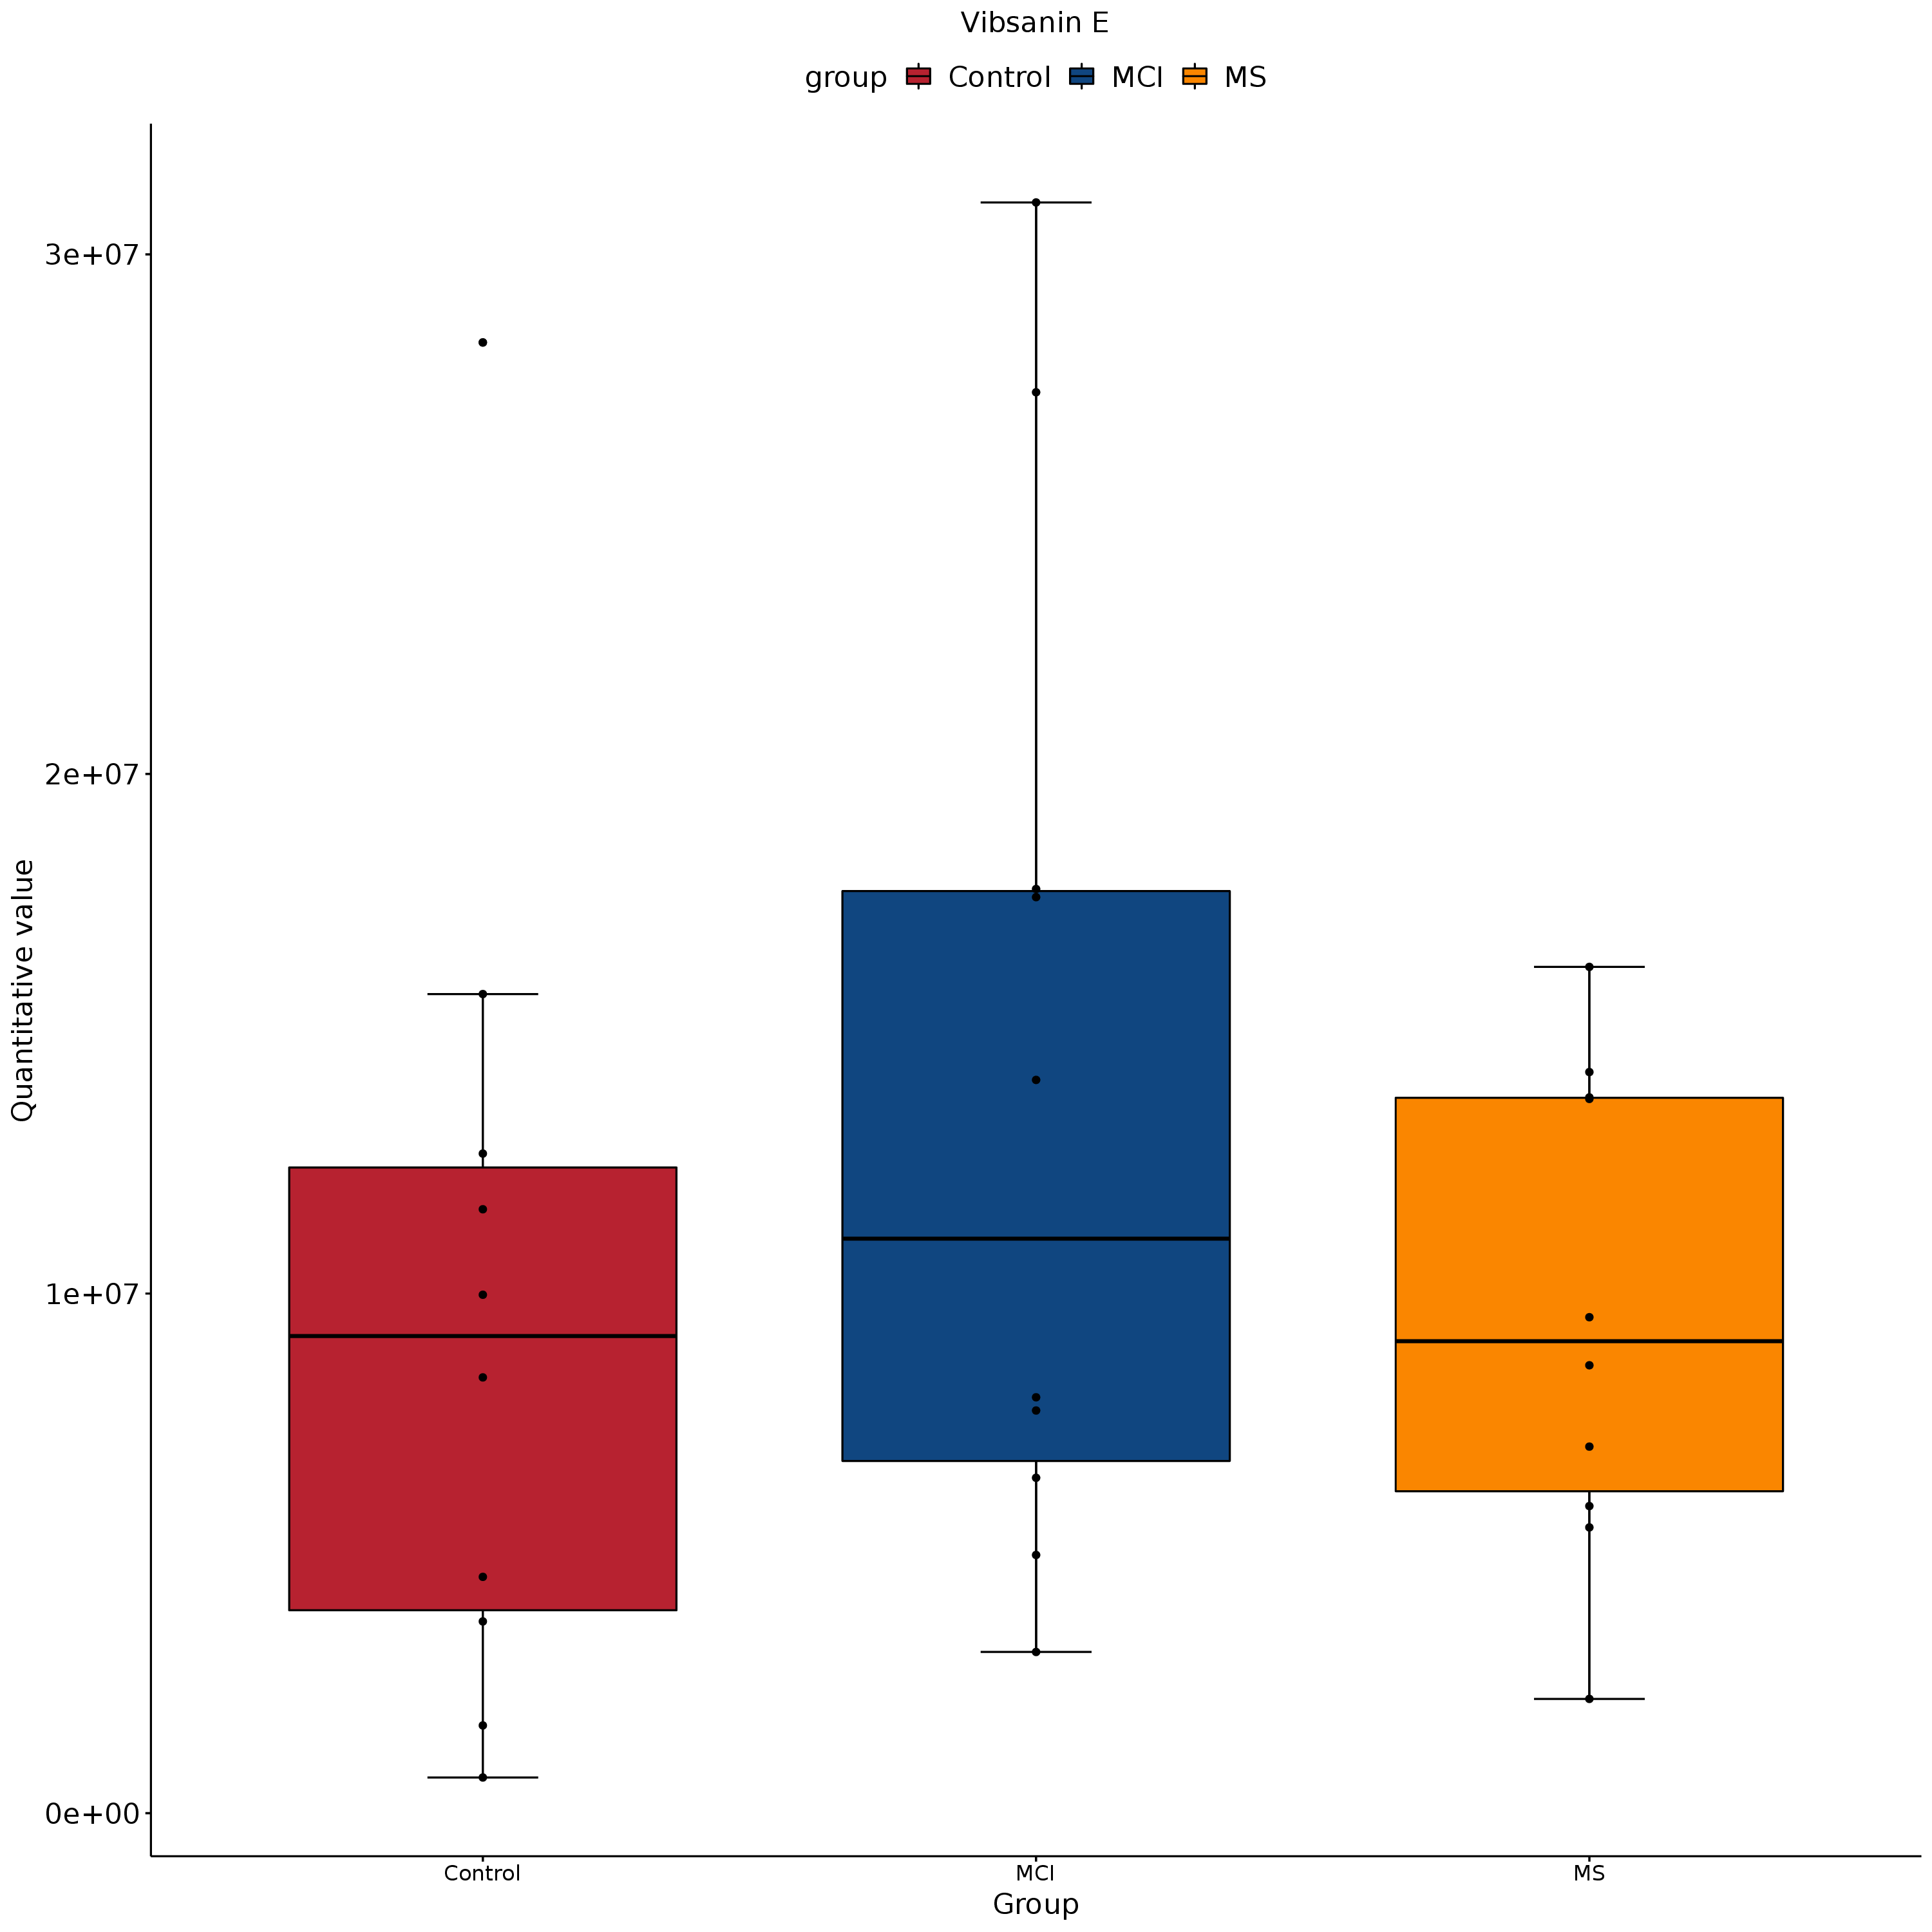 Vibsanin E
group Control MCI MS
Quantitative value
3e+07
2e+07
1e+07
0e+00
Control MCI MS
Group